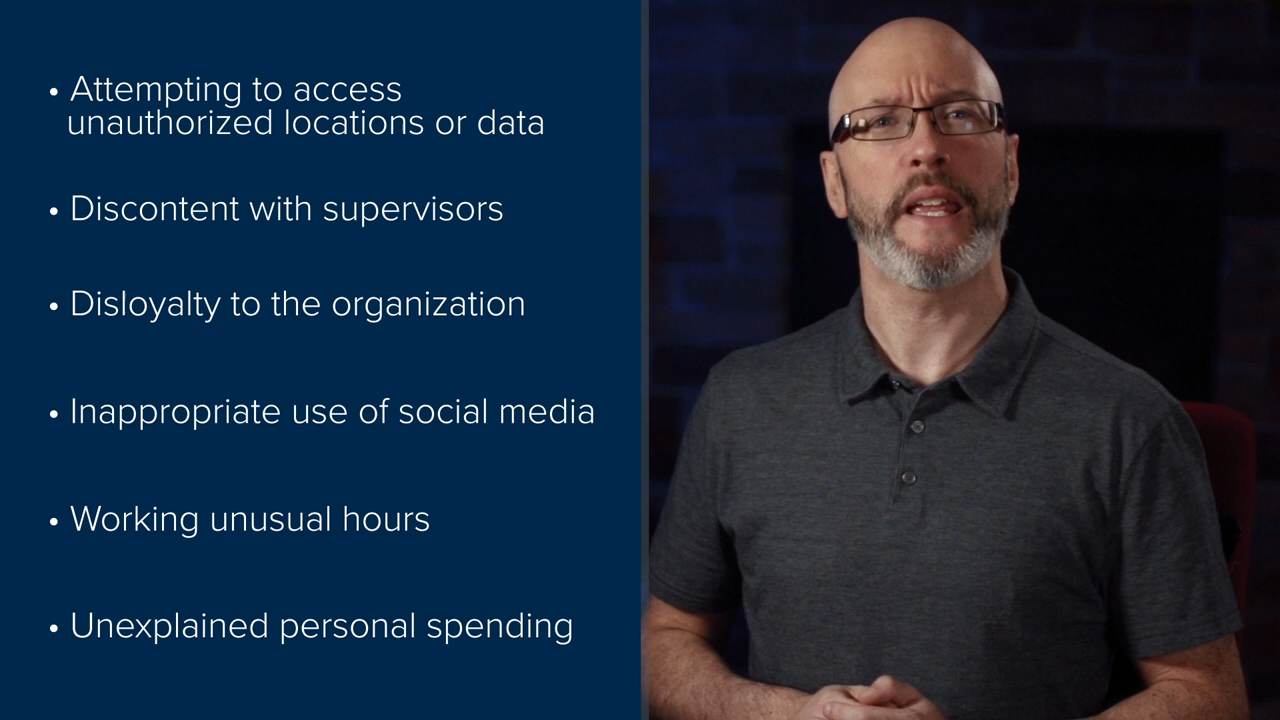 • Attempting to access
unauthorized locations or data
• Discontent with supervisors
• Disloyalty to the organization
• Inappropriate use of social media
• Working unusual hours
• Unexplained personal spending